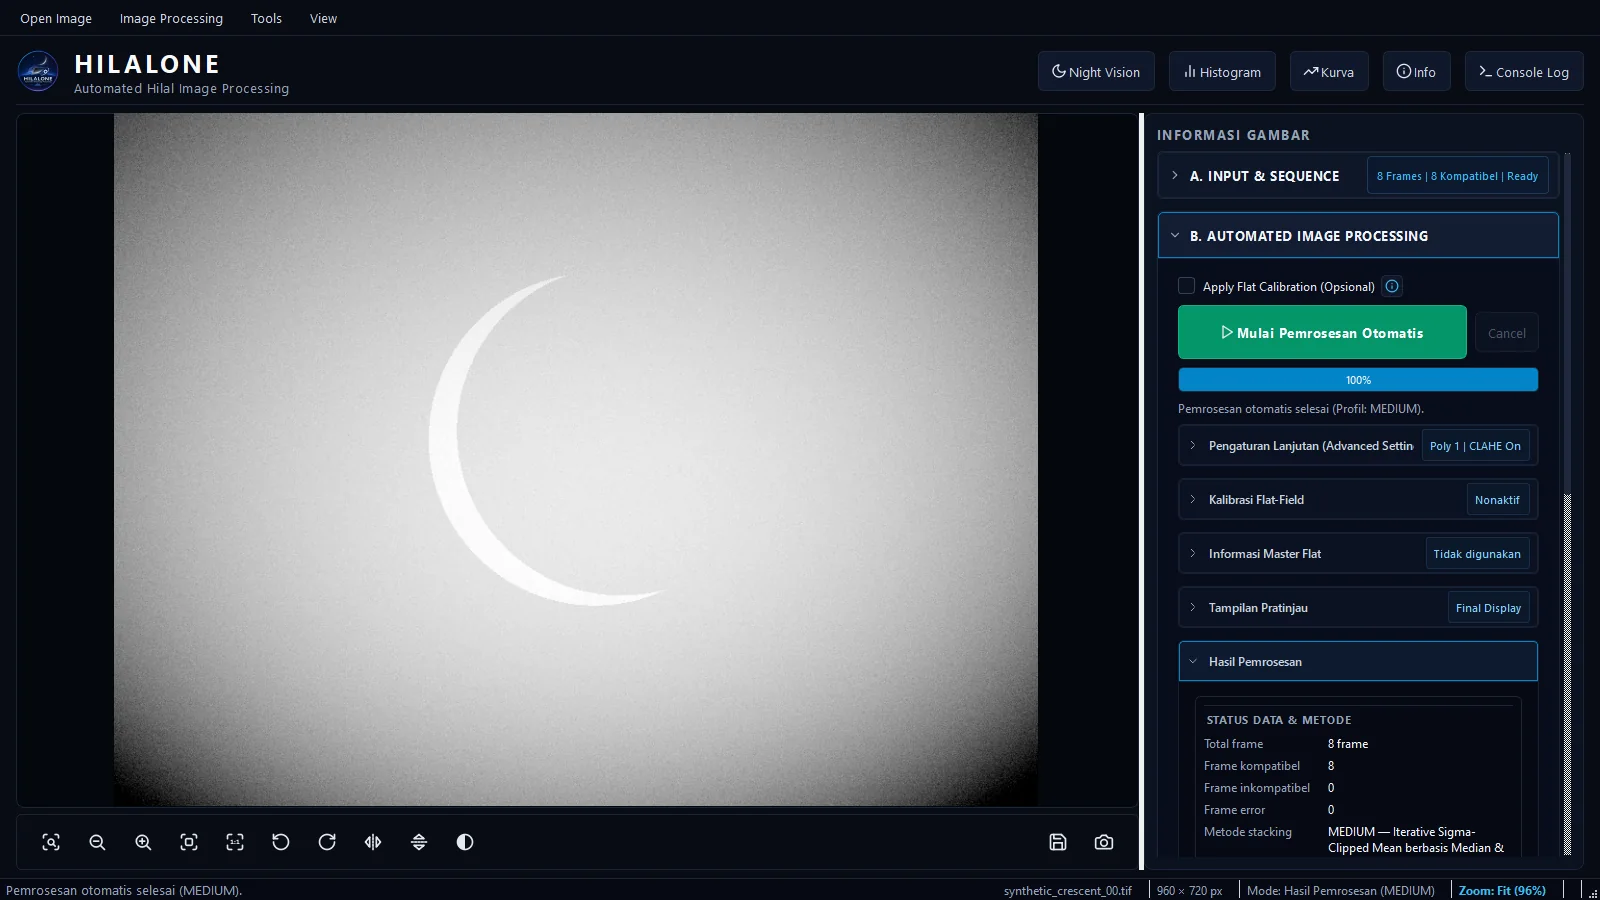 Open Image
Image Processing
Tools
View
HILALONE
HILALONE
Automated Hilal Image Processing
Night Vision
Histogram
Kurva
Info
Console Log
INFORMASI GAMBAR
A. INPUT & SEQUENCE
8 Frames | 8 Kompatibel | Ready
B. AUTOMATED IMAGE PROCESSING
Apply Flat Calibration (Opsional)
Mulai Pemrosesan Otomatis
Cancel
100%
Pemrosesan otomatis selesai (Profil: MEDIUM).
Pengaturan Lanjutan (Advanced Settin
Poly 1 | CLAHE On
Kalibrasi Flat-Field
Nonaktif
Informasi Master Flat
Tidak digunakan
Tampilan Pratinjau
Final Display
Hasil Pemrosesan
STATUS DATA & METODE
Total frame 8 frame
Frame kompatibel 8
Frame inkompatibel 0
Frame error 0
Metode stacking MEDIUM — Iterative Sigma-
Clipped Mean berbasis Median &
1:1
Pemrosesan otomatis selesai (MEDIUM).
synthetic_crescent_00.tif
960 × 720 px
Mode: Hasil Pemrosesan (MEDIUM)
Zoom: Fit (96%)